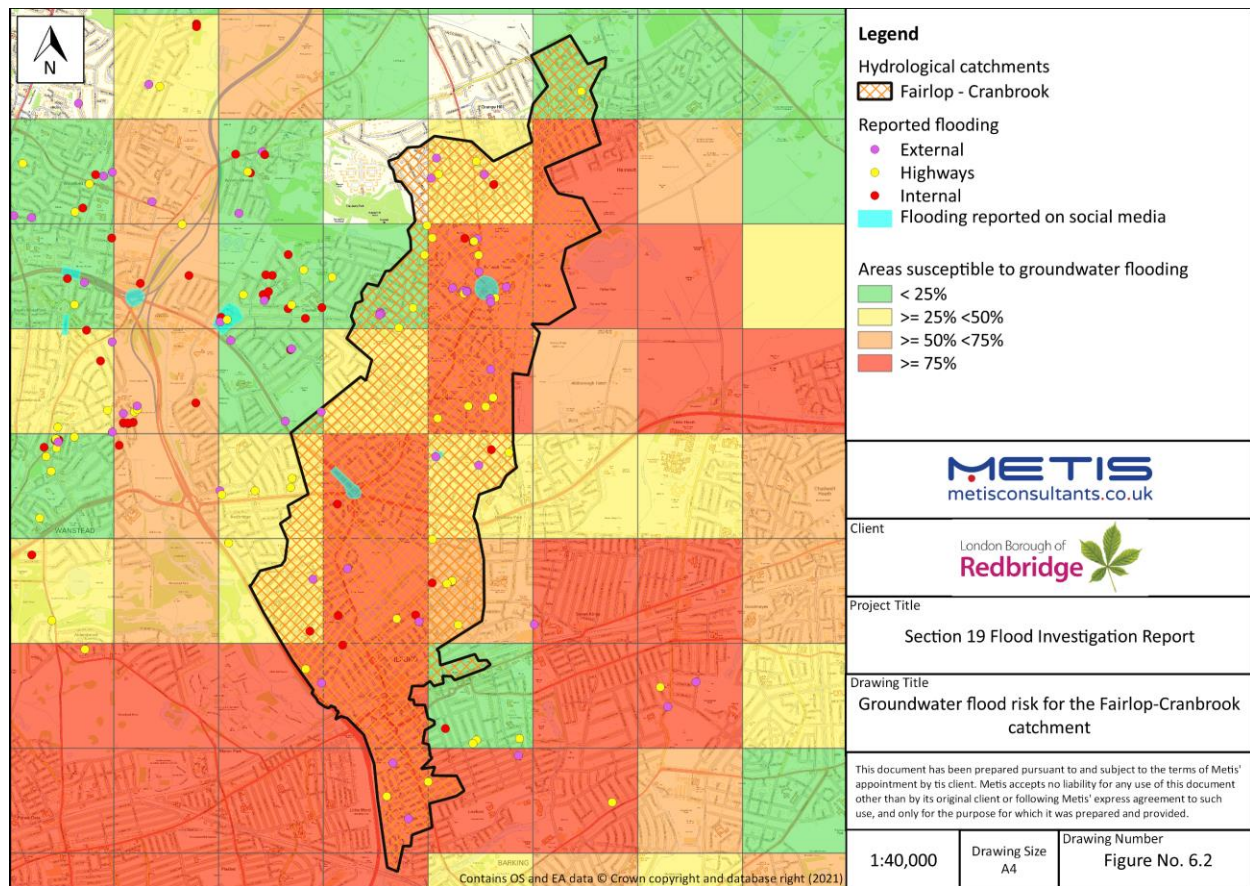 N
Grange Hill
WANSTEAD
BARKING
Contains OS and EA data © Crown copyright and database right (2021)
Legend
Hydrological catchments
Fairlop - Cranbrook
Reported flooding
External
Highways
Internal
Flooding reported on social media
Areas susceptible to groundwater flooding
< 25%
>= 25% <50%
>= 50% <75%
>= 75%
METIS
metisconsultants.co.uk
Client
London Borough of
Redbridge
Project Title
Section 19 Flood Investigation Report
Drawing Title
Groundwater flood risk for the Fairlop-Cranbrook
catchment
This document has been prepared pursuant to and subject to the terms of Metis'
appointment by tis client. Metis accepts no liability for any use of this document
other than by its original client or following Metis' express agreement to such
use, and only for the purpose for which it was prepared and provided.
1:40,000
Drawing Size
A4
Drawing Number
Figure No. 6.2